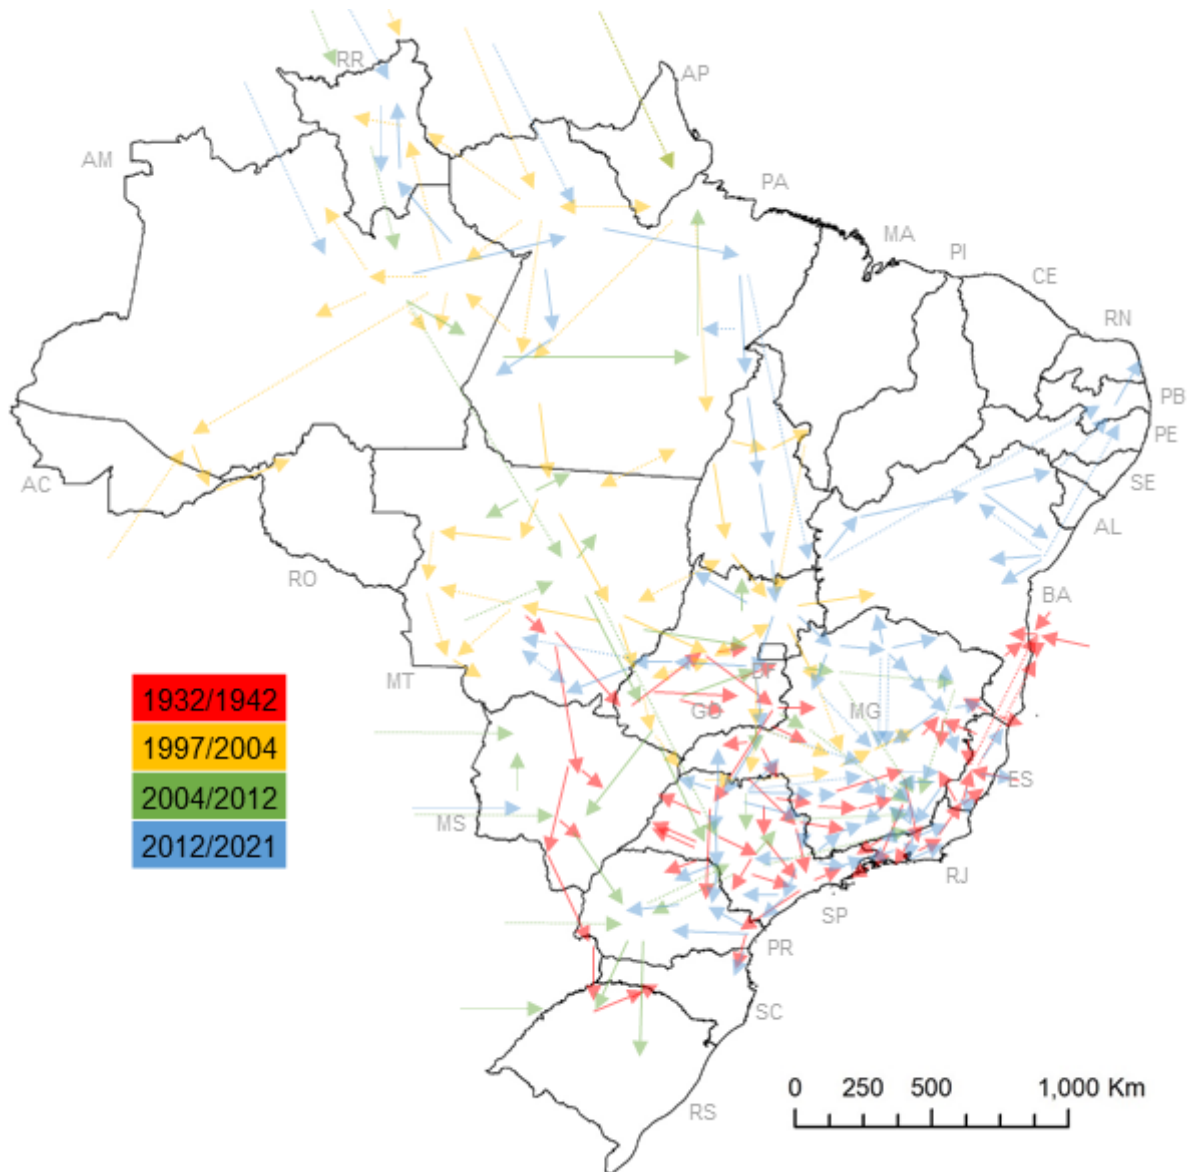 RR
AP
AM
PA
MA
PI
CE
RN
PB
PE
AC
SE
AL
RO
BA
MT
DF
1932/1942
GO
MG
1997/2004
ES
2004/2012
MS
2012/2021
RJ
SP
PR
SC
0 250 500 1,000 Km
RS